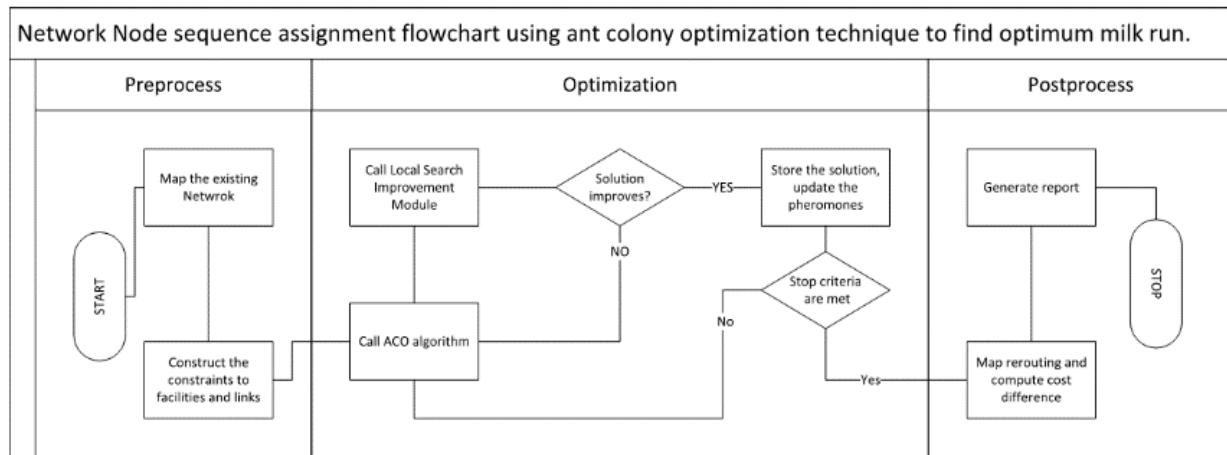 Network Node sequence assignment flowchart using ant colony optimization technique to find optimum milk run.
Preprocess
Optimization
Postprocess
START
Map the existing
Netwrok
Construct the
constraints to
facilities and links
Call Local Search
Improvement
Module
Call ACO algorithm
Solution
improves?
YES
NO
Store the solution,
update the
pheromones
Stop criteria
are met
No
Yes
Generate report
Map rerouting and
compute cost
difference
STOP